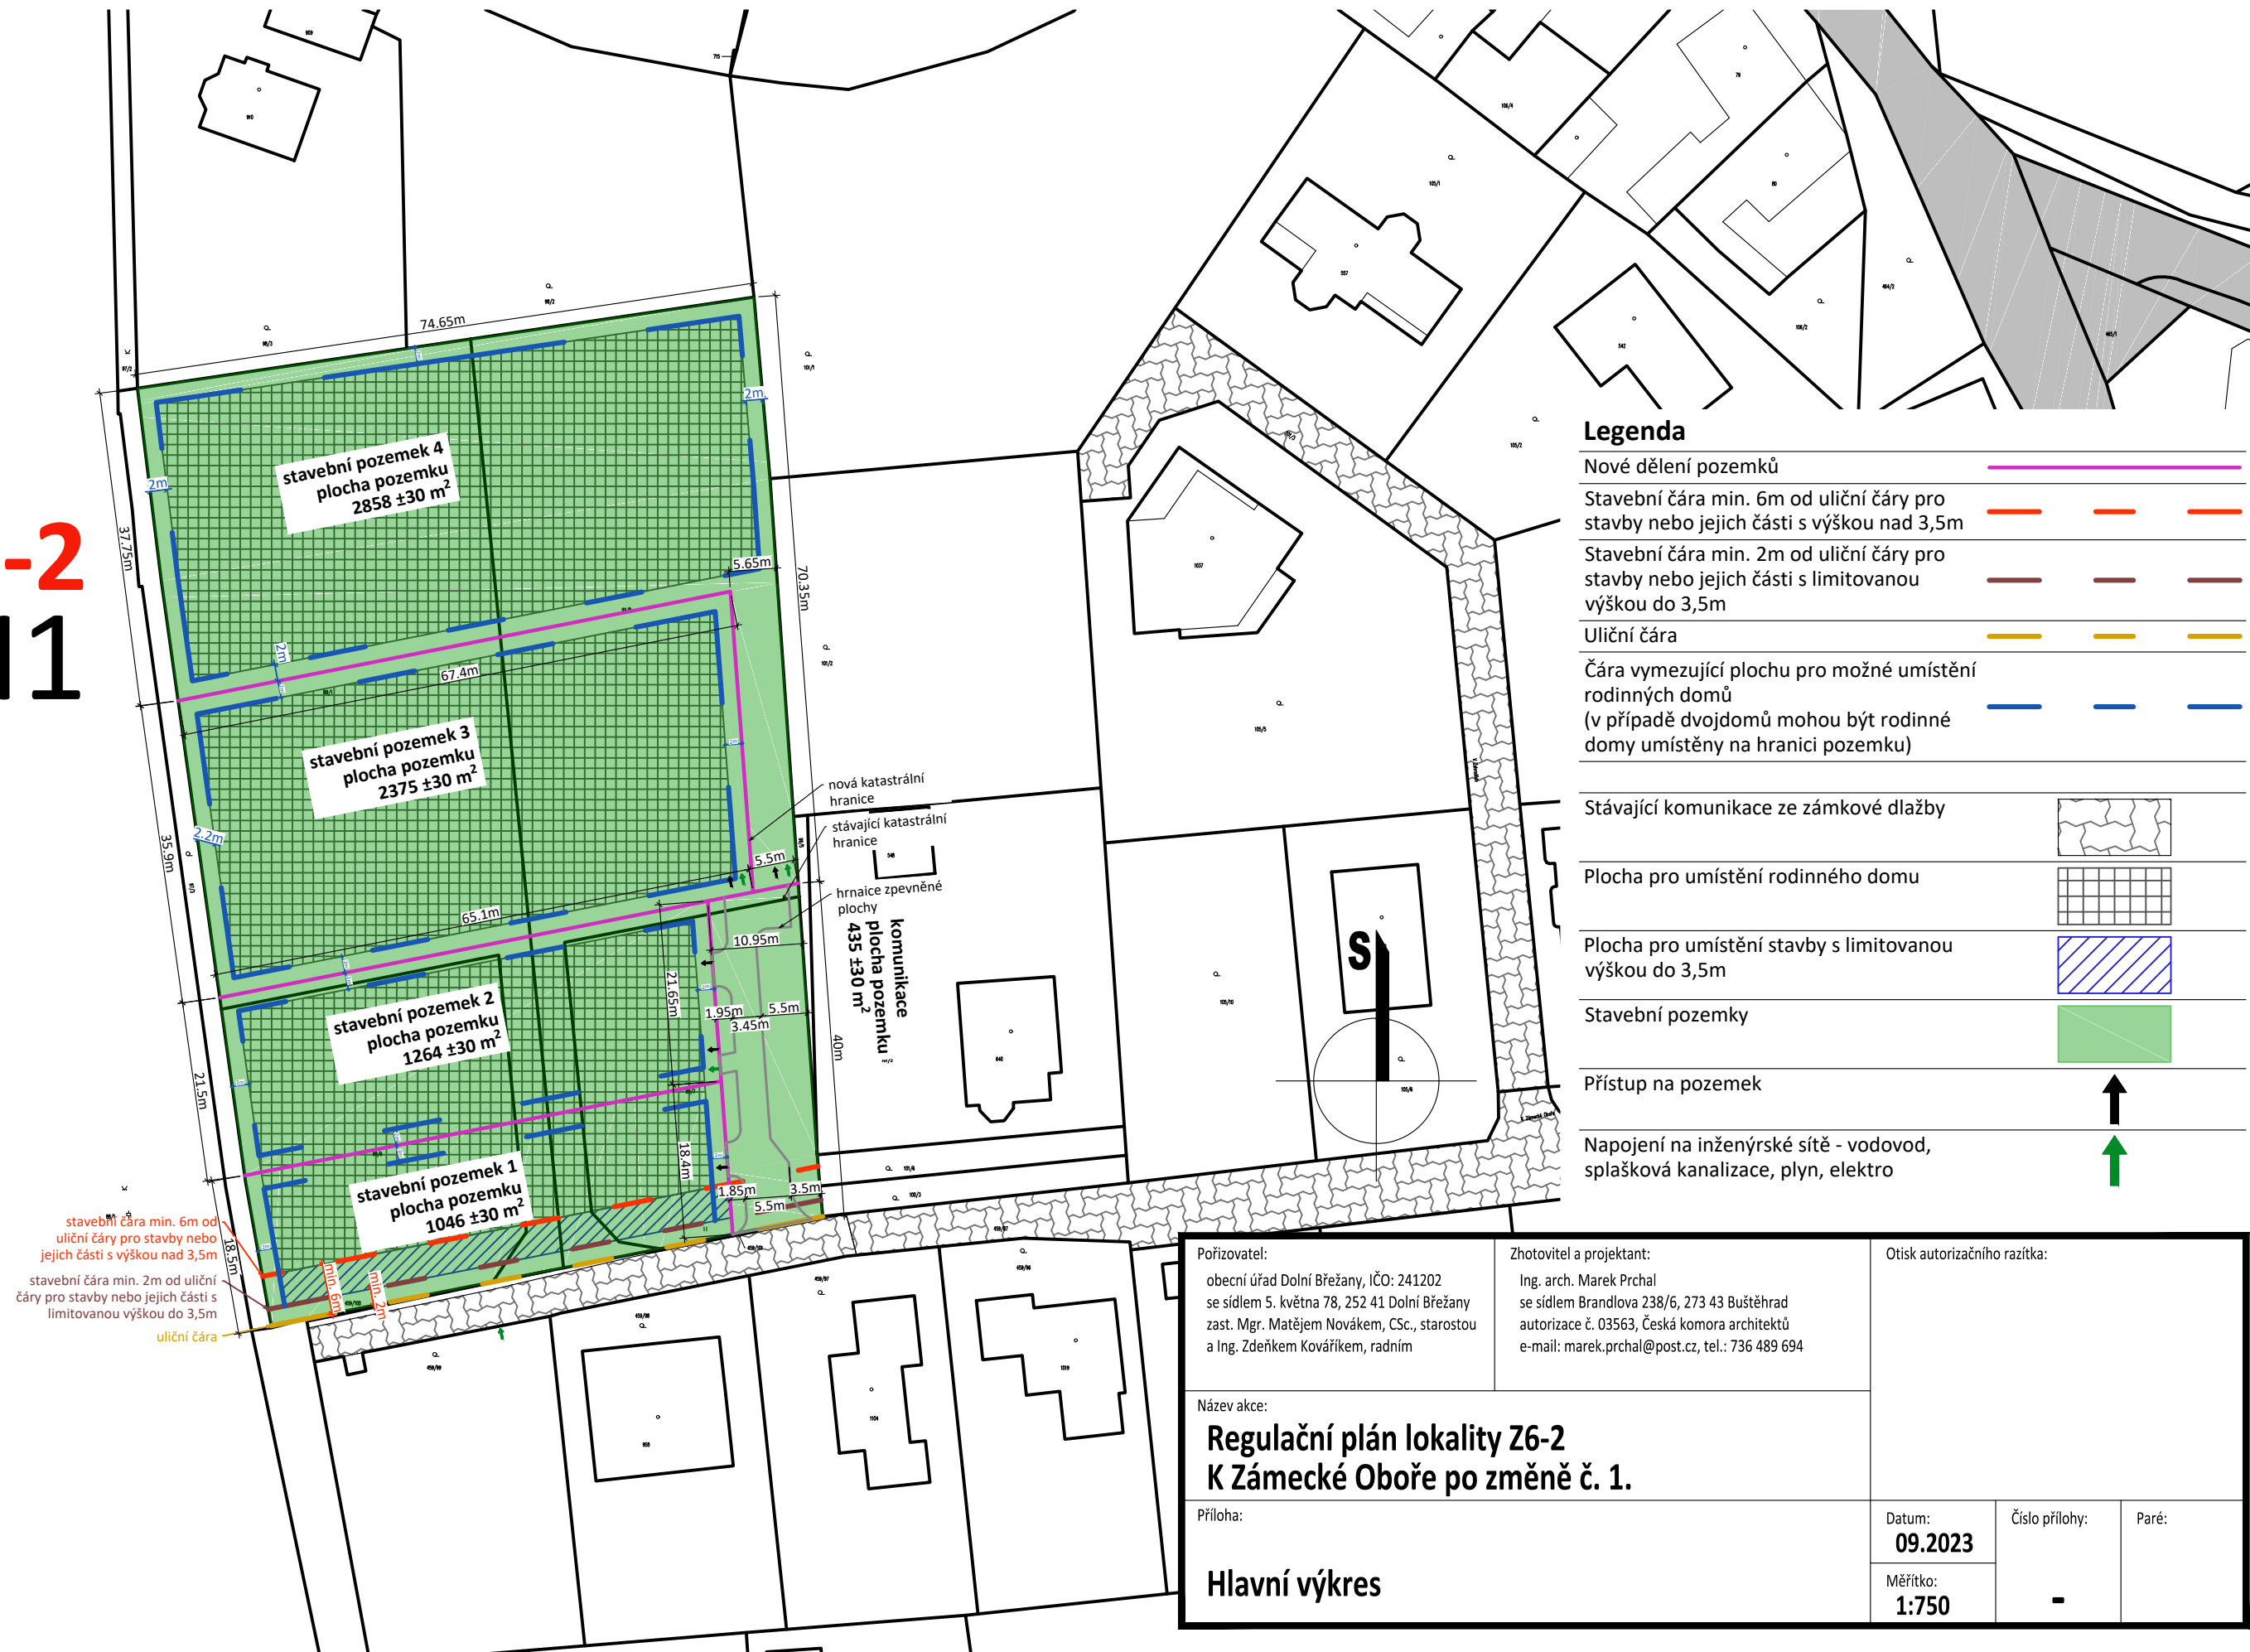 -2
74.65m
2m
2m
stavební pozemek 4
plocha pozemku
2858 ±30 m²
37.75m
5.65m
70.35m
2m
67.4m
stavební pozemek 3
plocha pozemku
2375 ±30 m²
2.2m
35.9m
nová katastrální
hranice
stávající katastrální
hranice
5.5m
hrnaice zpevněné
plochy
65.1m
10.95m
komunikace
plocha pozemku
435 ±30 m²
21.65m
stavební pozemek 2
plocha pozemku
1264 ±30 m²
1.95m
5.5m
3.45m
40m
21.5m
18.4m
stavební pozemek 1
plocha pozemku
1046 ±30 m²
1.85m
3.5m
5.5m
18.5m
min. 6m
min. 2m
stavební čára min. 6m od
uliční čáry pro stavby nebo
jejich části s výškou nad 3,5m
stavební čára min. 2m od uliční
čáry pro stavby nebo jejich části s
limitovanou výškou do 3,5m
uliční čára
S
Legenda
Nové dělení pozemků
Stavební čára min. 6m od uliční čáry pro
stavby nebo jejich části s výškou nad 3,5m
Stavební čára min. 2m od uliční čáry pro
stavby nebo jejich části s limitovanou
výškou do 3,5m
Uliční čára
Čára vymezující plochu pro možné umístění
rodinných domů
(v případě dvojdomů mohou být rodinné
domy umístěny na hranici pozemku)
Stávající komunikace ze zámkové dlažby
Plocha pro umístění rodinného domu
Plocha pro umístění stavby s limitovanou
výškou do 3,5m
Stavební pozemky
Přístup na pozemek
Napojení na inženýrské sítě - vodovod,
splašková kanalizace, plyn, elektro
Pořizovatel:
obecní úřad Dolní Břežany, IČO: 241202
se sídlem 5. května 78, 252 41 Dolní Břežany
zast. Mgr. Matějem Novákem, CSc., starostou
a Ing. Zdeňkem Kováříkem, radním
Zhotovitel a projektant:
Ing. arch. Marek Prchal
se sídlem Brandlova 238/6, 273 43 Buštěhrad
autorizace č. 03563, Česká komora architektů
e-mail: marek.prchal@post.cz, tel.: 736 489 694
Otisk autorizačního razítka:
Název akce:
Regulační plán lokality Z6-2
K Zámecké Oboře po změně č. 1.
Příloha:
Hlavní výkres
Datum:
09.2023
Měřítko:
1:750
Číslo přílohy:
-
Paré: